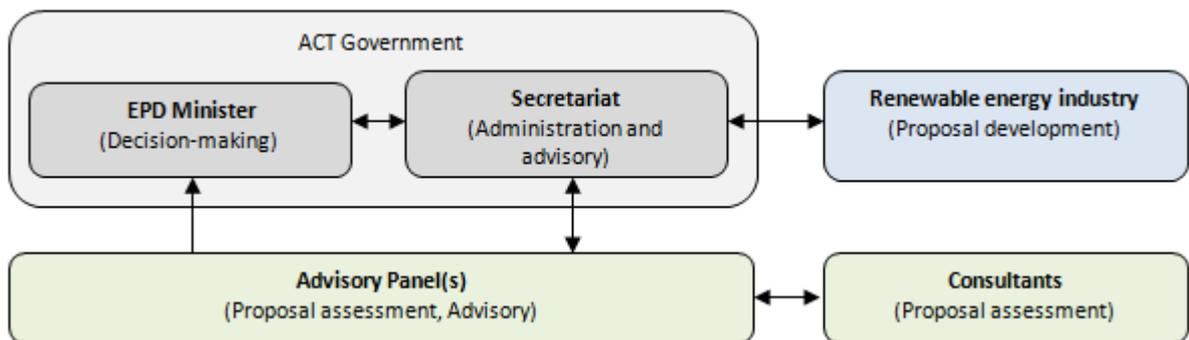 ACT Government
EPD Minister
(Decision-making)
Secretariat
(Administration and
advisory)
Renewable energy industry
(Proposal development)
Advisory Panel(s)
(Proposal assessment, Advisory)
Consultants
(Proposal assessment)